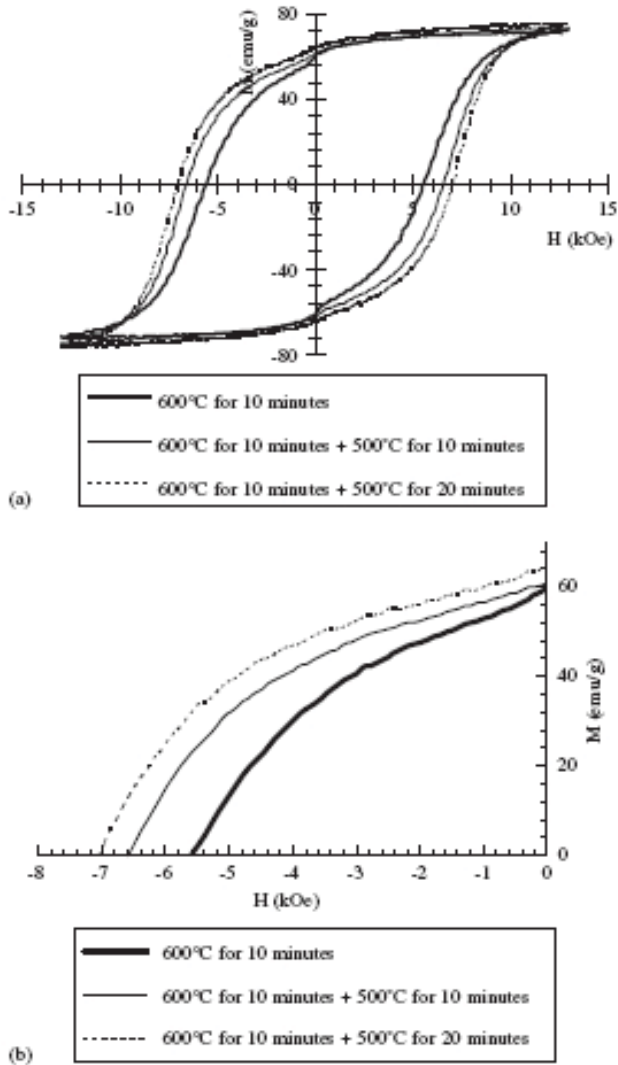 80
M (emu/g)
40
-15 -10 -5 0 5 10 15
H (kOe)
-40
-80
600°C for 10 minutes
600°C for 10 minutes + 500°C for 10 minutes
600°C for 10 minutes + 500°C for 20 minutes
(a)
60
40
M (emu/g)
20
0
-8 -7 -6 -5 -4 -3 -2 -1 0
H (kOe)
600°C for 10 minutes
600°C for 10 minutes + 500°C for 10 minutes
600°C for 10 minutes + 500°C for 20 minutes
(b)